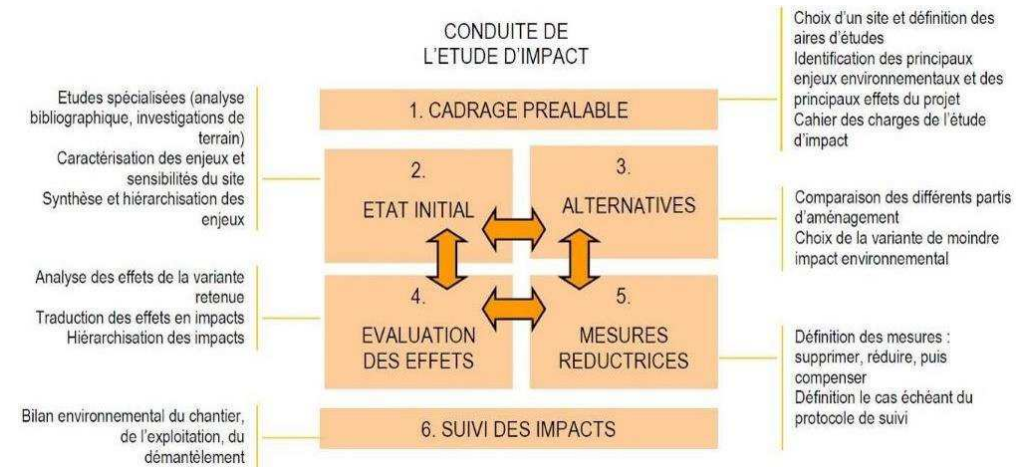 CONDUITE DE
L'ETUDE D'IMPACT
1. CADRAGE PREALABLE
Choix d'un site et définition des
aires d'études
Identification des principaux
enjeux environnementaux et des
principaux effets du projet
Cahier des charges de l'étude
d'impact
Etudes spécialisées (analyse
bibliographique, investigations de
terrain)
Caractérisation des enjeux et
sensibilités du site
Synthèse et hiérarchisation des
enjeux
2.
ETAT INITIAL
3.
ALTERNATIVES
Comparaison des différents partis
d'aménagement
Choix de la variante de moindre
impact environnemental
Analyse des effets de la variante
retenue
Traduction des effets en impacts
Hiérarchisation des impacts
4.
EVALUATION
DES EFFETS
5.
MESURES
REDUCTRICES
Définition des mesures :
supprimer, réduire, puis
compenser
Définition le cas échéant du
protocole de suivi
Bilan environnemental du chantier,
de l'exploitation, du
démantèlement
6. SUIVI DES IMPACTS